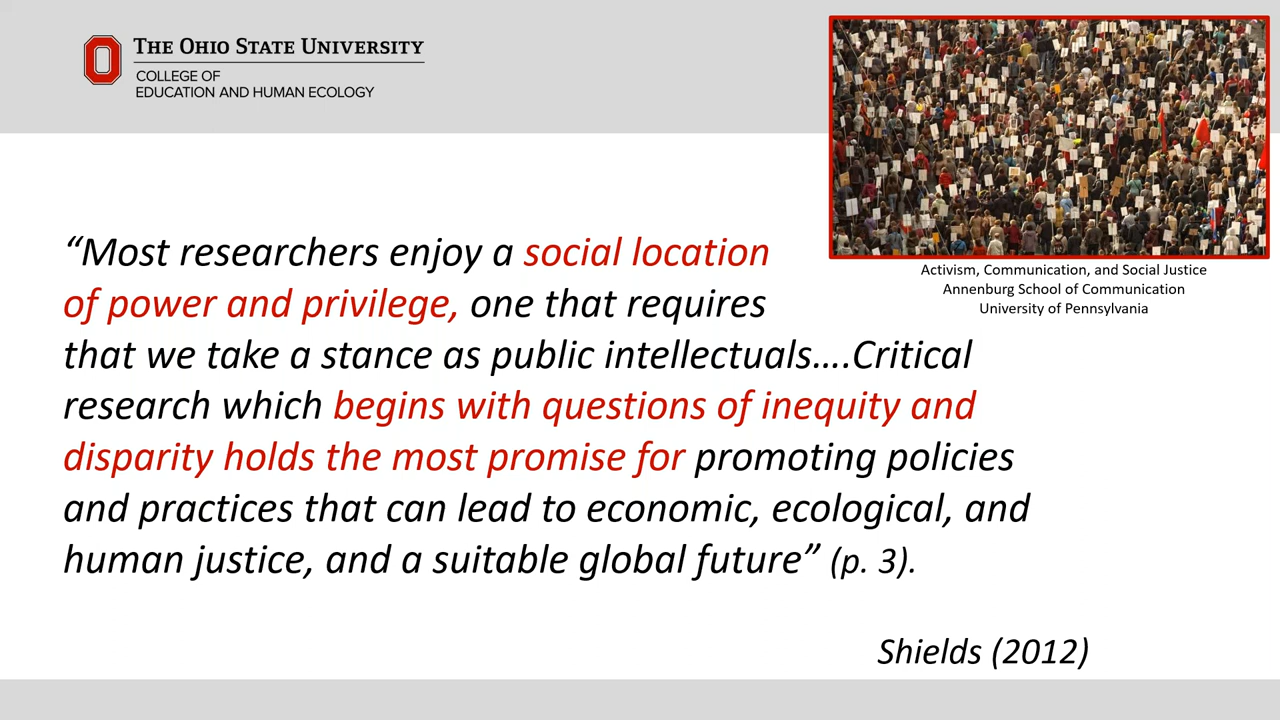 THE OHIO STATE UNIVERSITY
COLLEGE OF
EDUCATION AND HUMAN ECOLOGY
Activism, Communication, and Social Justice
Annenburg School of Communication
University of Pennsylvania
“Most researchers enjoy a social location
of power and privilege, one that requires
that we take a stance as public intellectuals….Critical
research which begins with questions of inequity and
disparity holds the most promise for promoting policies
and practices that can lead to economic, ecological, and
human justice, and a suitable global future” (p. 3).
Shields (2012)